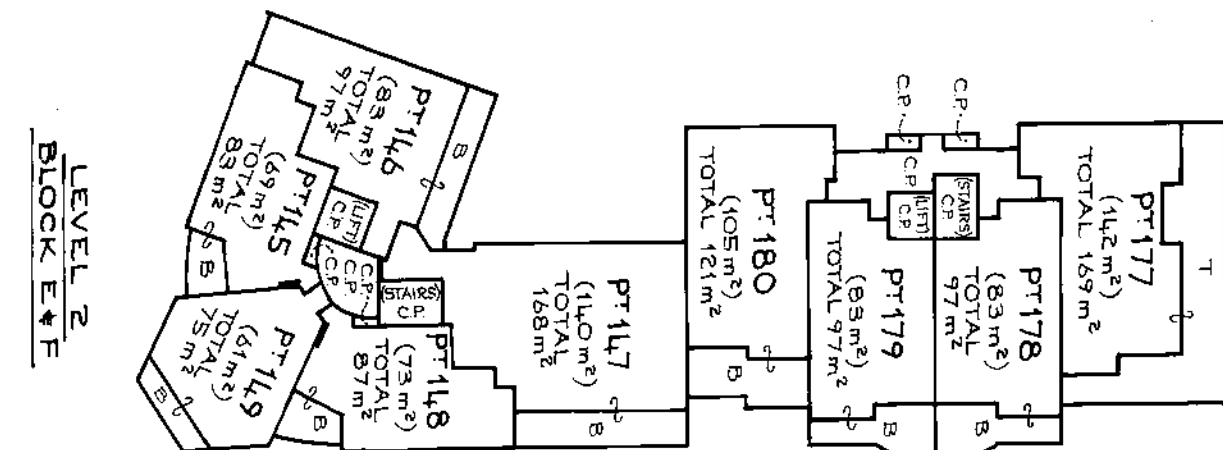 LEVEL 2
BLOCK E & F
PT 146
(83 m²)
TOTAL
97 m²
B
PT 145
(69 m²)
TOTAL
83 m²
B
(LIFT)
C.P.
C.P.
C.P.
C.P.
(STAIRS)
C.P.
PT 149
(61 m²)
TOTAL
75 m²
B
PT 148
(73 m²)
TOTAL
87 m²
B
PT 147
(140 m²)
TOTAL
168 m²
B
PT 180
(105 m²)
TOTAL 121 m²
B
C.P.
C.P.
C.P.
(LIFT)
C.P.
(STAIRS)
C.P.
PT 179
(83 m²)
TOTAL 97 m²
B
PT 178
(83 m²)
TOTAL
97 m²
B
PT 177
(142 m²)
TOTAL 169 m²
T